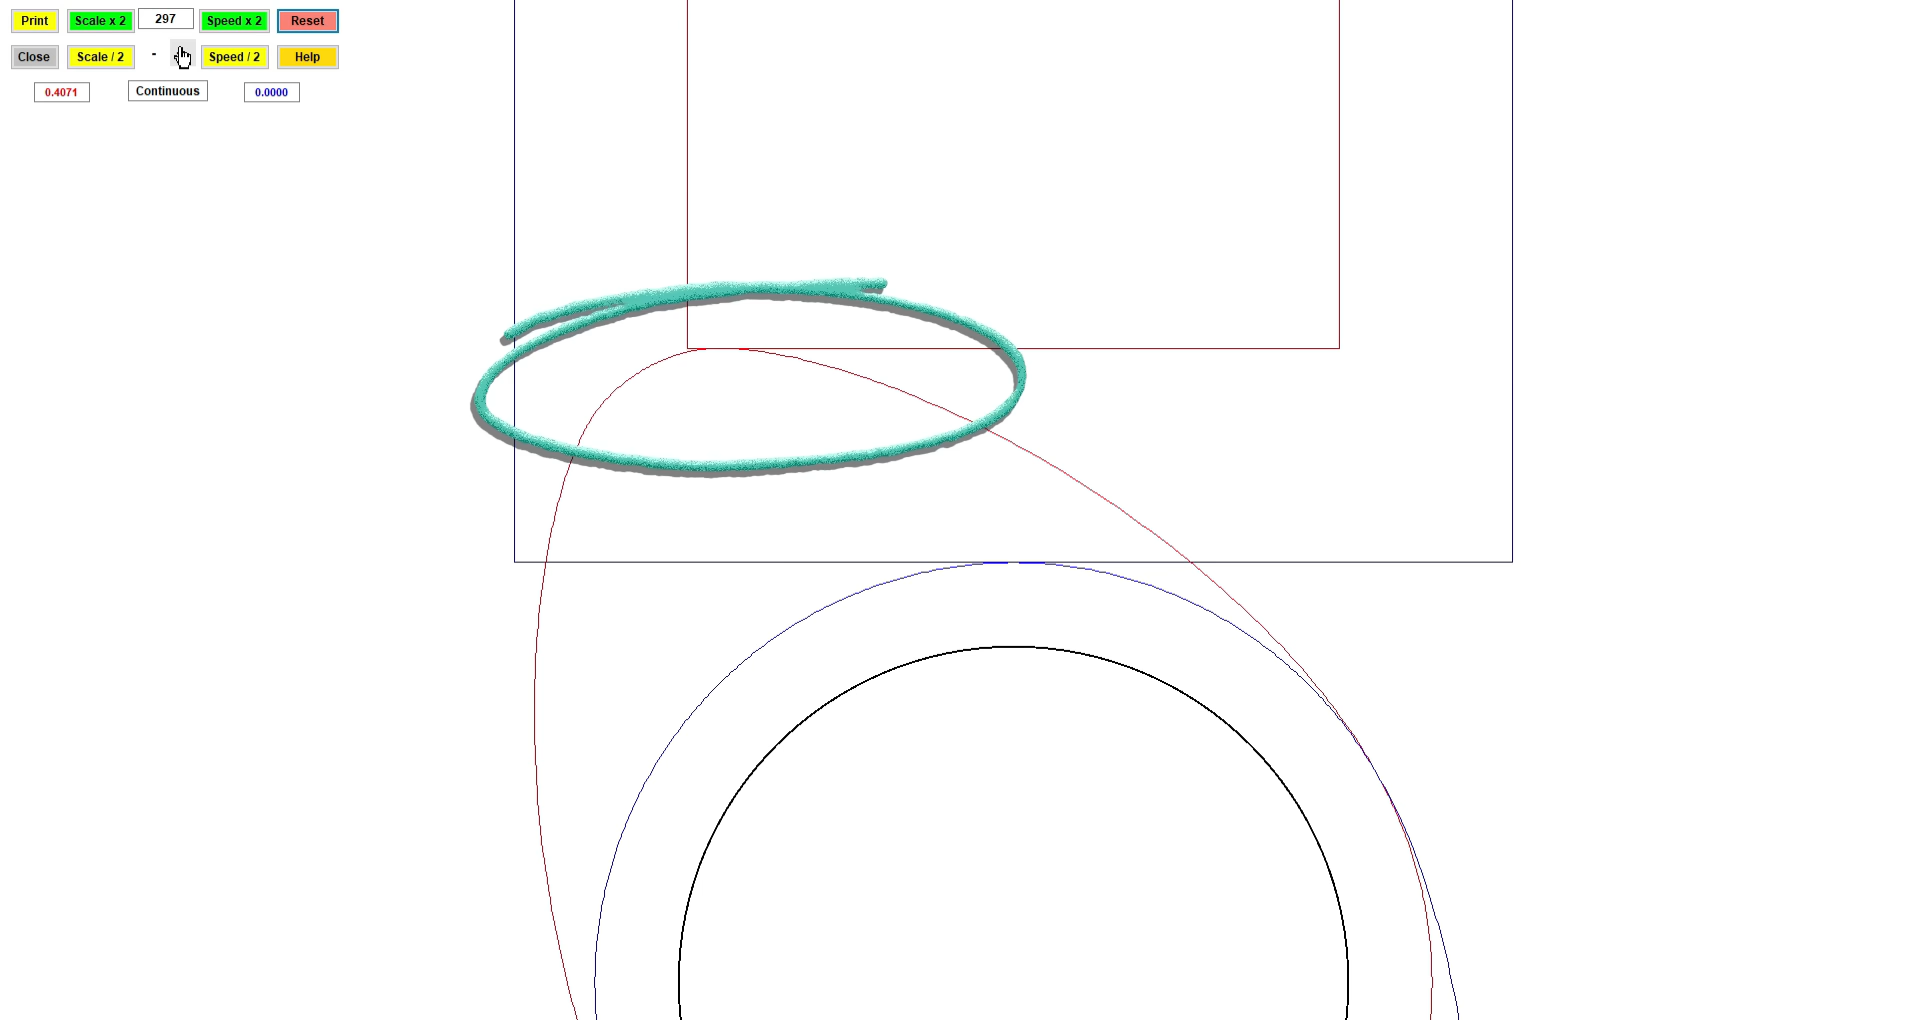 Print Scale x 2 297 Speed x 2 Reset
Close Scale / 2 - Speed / 2 Help
0.4071 Continuous 0.0000